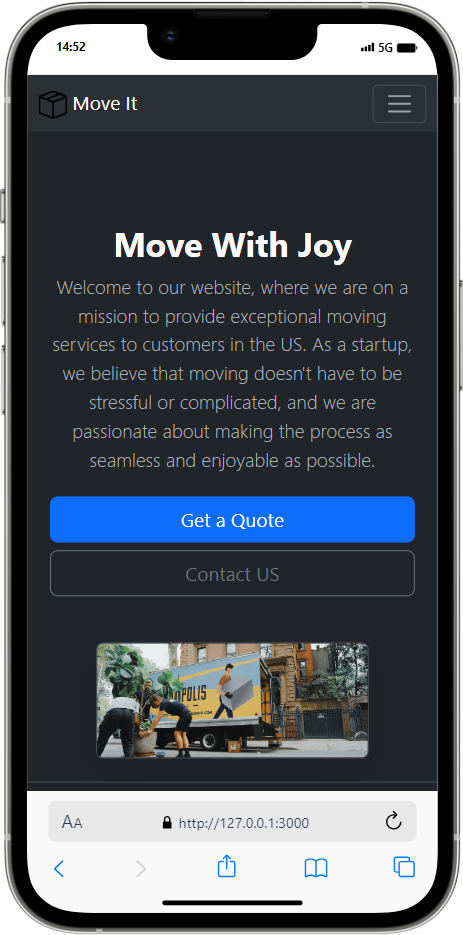 14:52
5G
Move It
Move With Joy
Welcome to our website, where we are on a
mission to provide exceptional moving
services to customers in the US. As a startup,
we believe that moving doesn't have to be
stressful or complicated, and we are
passionate about making the process as
seamless and enjoyable as possible.
Get a Quote
Contact US
OPOLIS
AA
http://127.0.0.1:3000